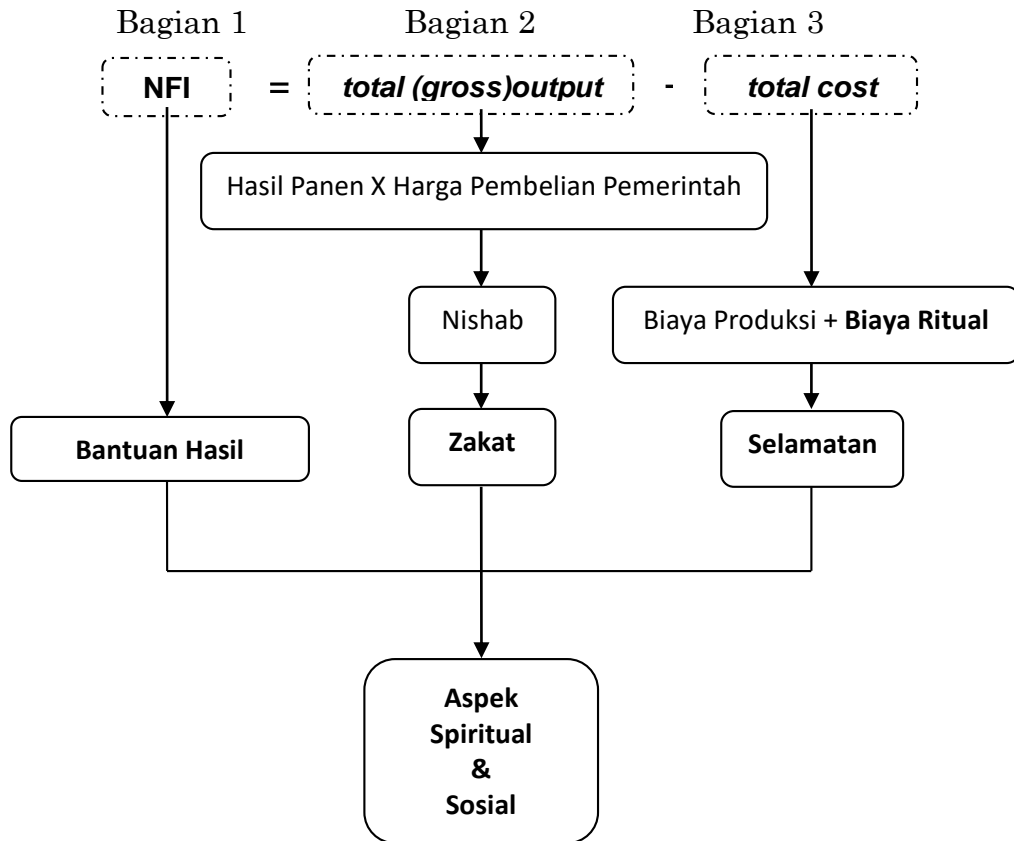 Bagian 1 Bagian 2 Bagian 3
NFI = total (gross)output - total cost
Hasil Panen X Harga Pembelian Pemerintah
Nishab
Biaya Produksi + Biaya Ritual
Bantuan Hasil
Zakat
Selamatan
Aspek
Spiritual
&
Sosial